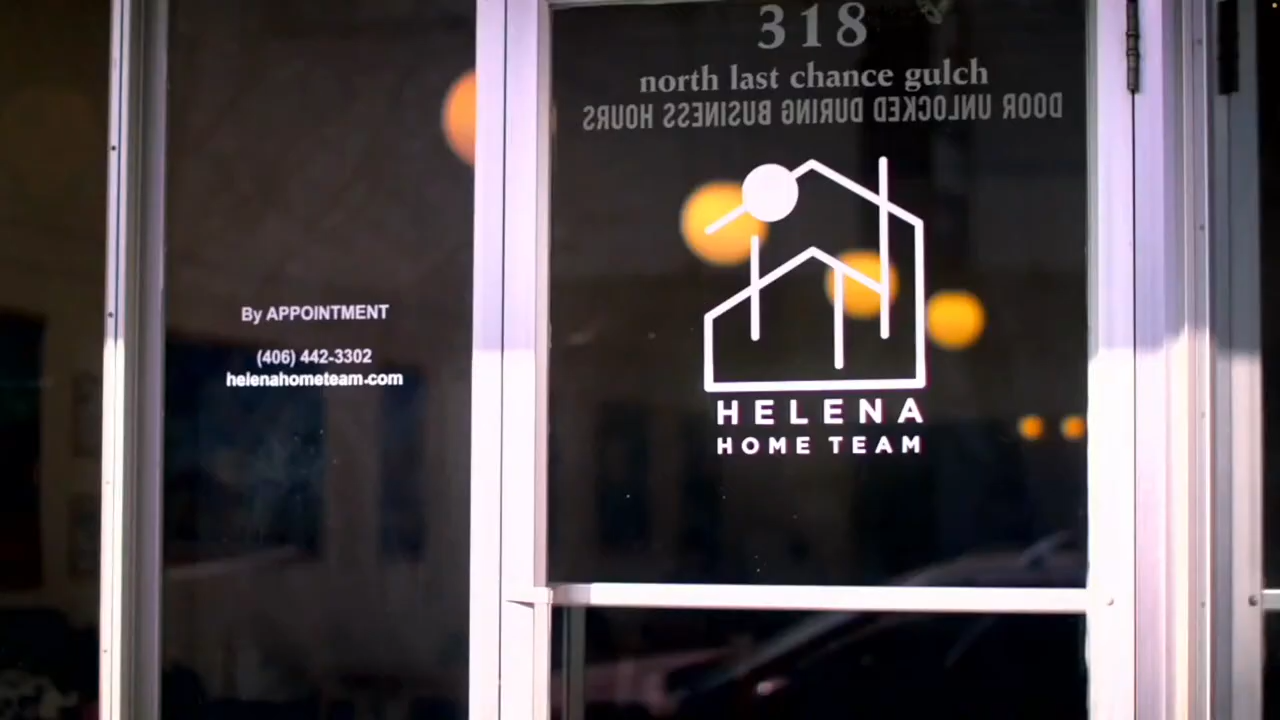 318
north last chance gulch
DOOR UNLOCKED DURING BUSINESS HOURS
By APPOINTMENT
(406) 442-3302
helenahometeam.com
HELENA
HOME TEAM